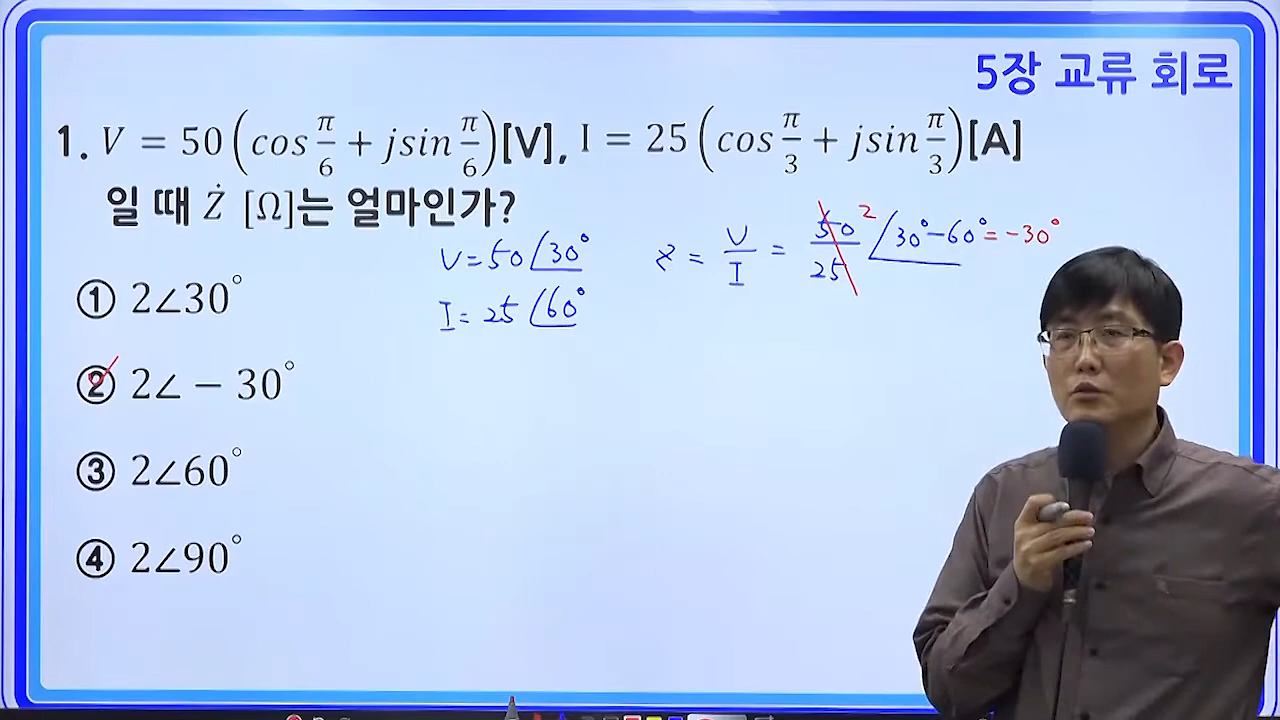 5장 교류 회로
1. V = 50(cos π/6 + jsin π/6)[V], I = 25(cos π/3 + jsin π/3)[A]
일 때 Ż [Ω]는 얼마인가?
V=50∠30°
I=25∠60°
z = V/I = 50/25 2 ∠30°-60° = -30°
① 2∠30°
② 2∠ − 30°
③ 2∠60°
④ 2∠90°